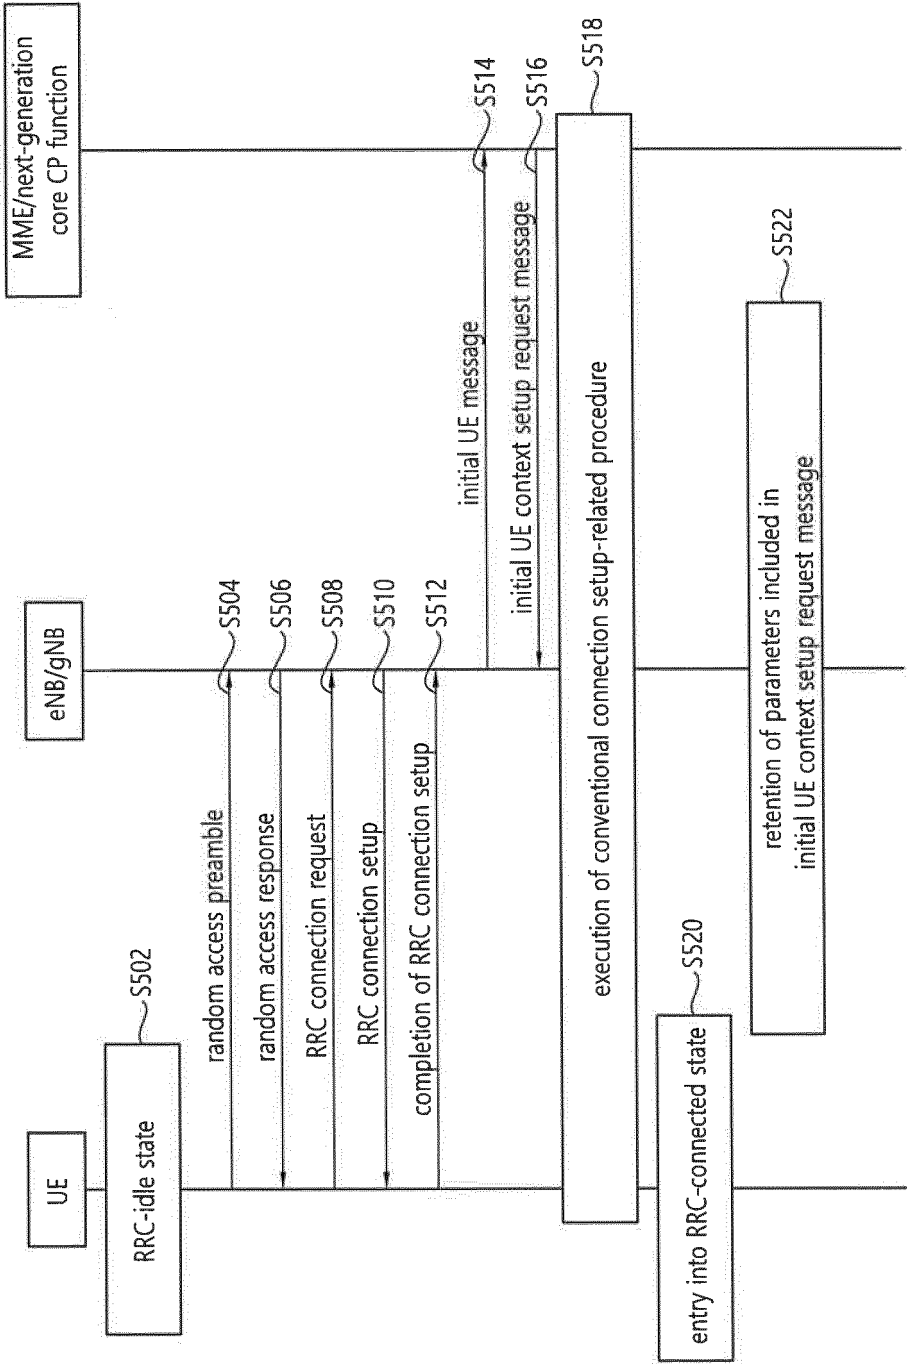 UE
eNB/gNB
MME/next-generation
core CP function
RRC-idle state
S502
random access preamble
S504
random access response
S506
RRC connection request
S508
RRC connection setup
S510
completion of RRC connection setup
S512
initial UE message
S514
initial UE context setup request message
S516
execution of conventional connection setup-related procedure
S518
entry into RRC-connected state
S520
retention of parameters included in
initial UE context setup request message
S522